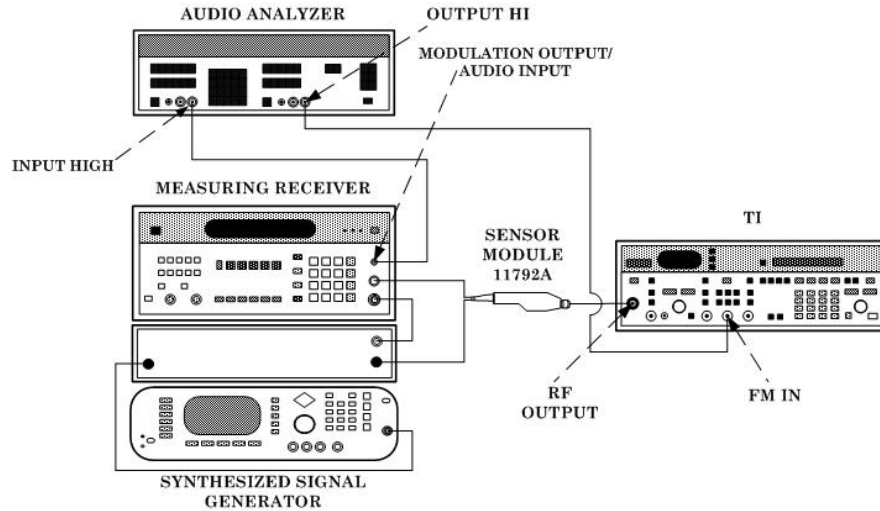 AUDIO ANALYZER
OUTPUT HI
MODULATION OUTPUT/
AUDIO INPUT
INPUT HIGH
MEASURING RECEIVER
SENSOR
MODULE
11792A
TI
RF
OUTPUT
FM IN
SYNTHESIZED SIGNAL
GENERATOR